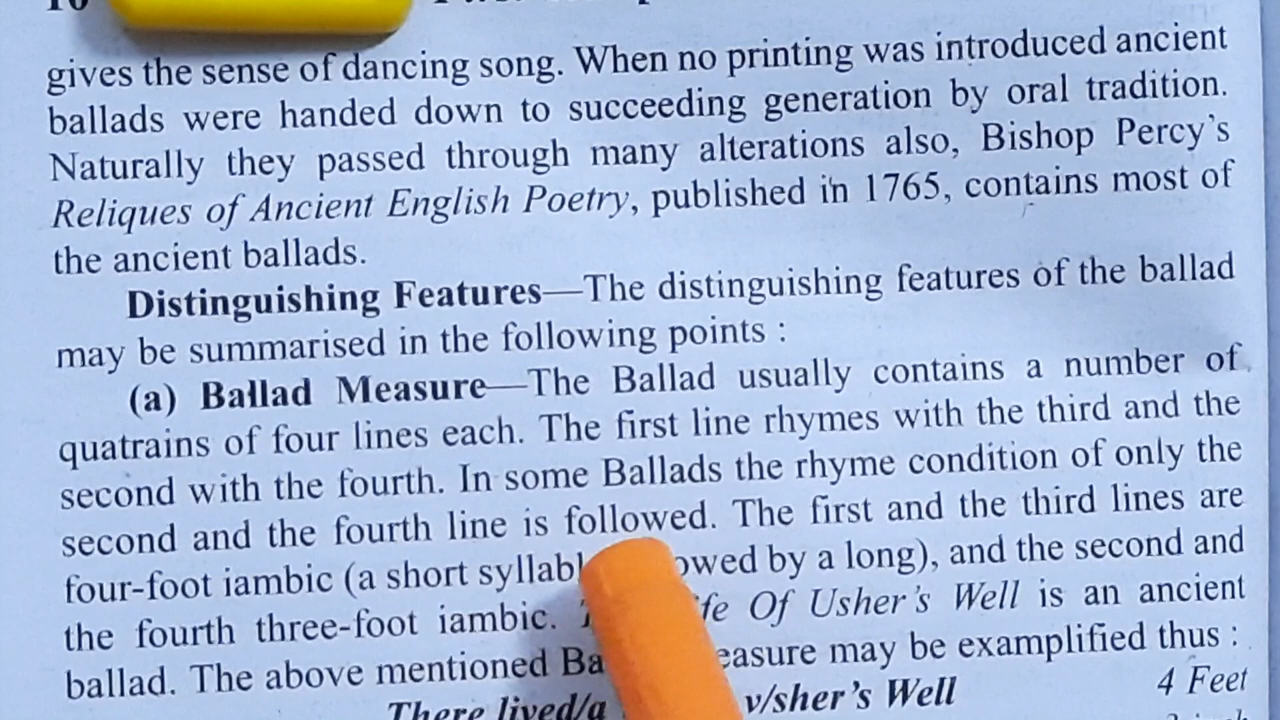 gives the sense of dancing song. When no printing was introduced ancient
ballads were handed down to succeeding generation by oral tradition.
Naturally they passed through many alterations also, Bishop Percy's
Reliques of Ancient English Poetry, published in 1765, contains most of
the ancient ballads.
Distinguishing Features—The distinguishing features of the ballad
may be summarised in the following points :
(a) Ballad Measure—The Ballad usually contains a number of
quatrains of four lines each. The first line rhymes with the third and the
second with the fourth. In some Ballads the rhyme condition of only the
second and the fourth line is followed. The first and the third lines are
four-foot iambic (a short syllabl owed by a long), and the second and
the fourth three-foot iambic. fe Of Usher's Well is an ancient
ballad. The above mentioned Ba easure may be examplified thus :
There lived/a v/sher's Well 4 Feet